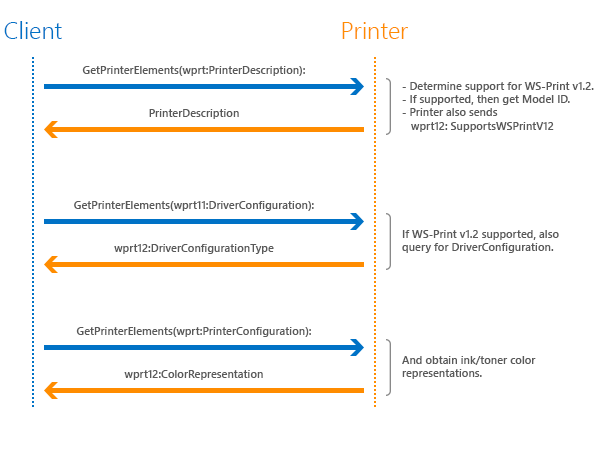 Client
Printer
GetPrinterElements(wprt:PrinterDescription):
- Determine support for WS-Print v1.2.
- If supported, then get Model ID.
- Printer also sends
wprt12: SupportsWSPrintV12
PrinterDescription
GetPrinterElements(wprt11:DriverConfiguration):
If WS-Print v1.2 supported, also
query for DriverConfiguration.
wprt12:DriverConfigurationType
GetPrinterElements(wprt:PrinterConfiguration):
And obtain ink/toner color
representations.
wprt12:ColorRepresentation